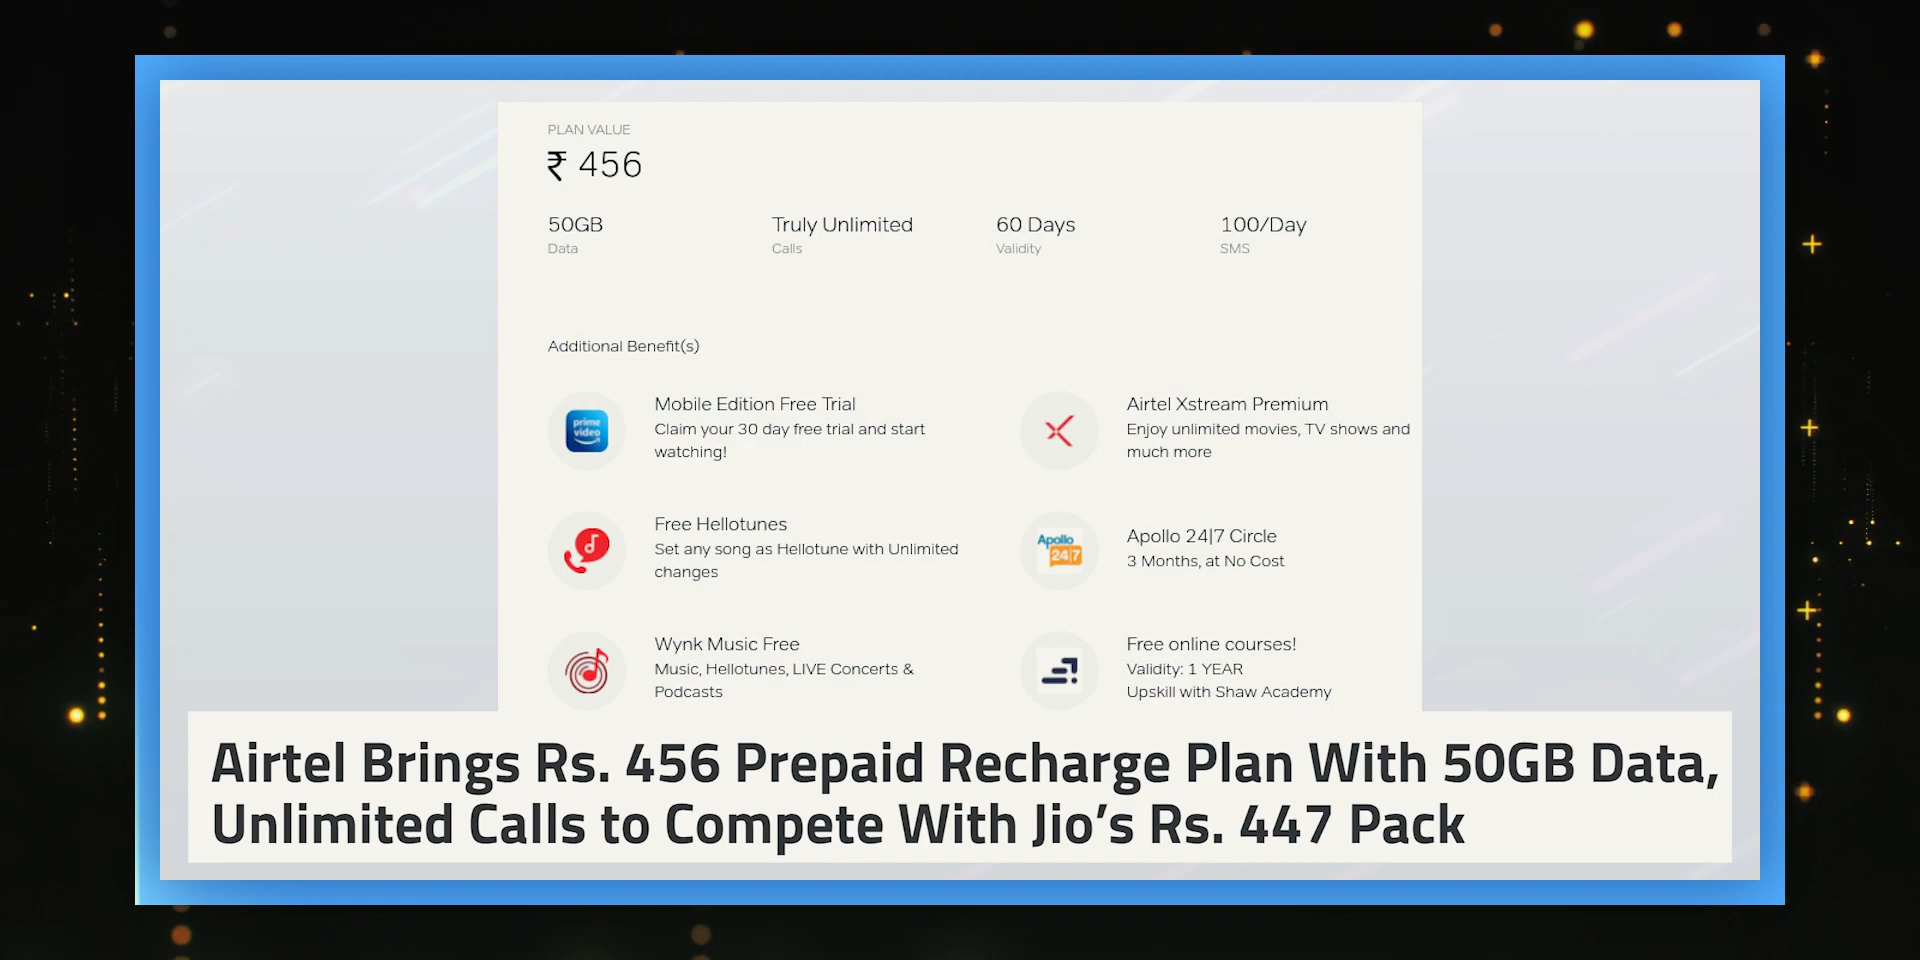 PLAN VALUE
₹ 456
50GB
Data
Truly Unlimited
Calls
60 Days
Validity
100/Day
SMS
Additional Benefit(s)
prime
video
Mobile Edition Free Trial
Claim your 30 day free trial and start
watching!
Airtel Xstream Premium
Enjoy unlimited movies, TV shows and
much more
Free Hellotunes
Set any song as Hellotune with Unlimited
changes
Apollo
24|7
Apollo 24|7 Circle
3 Months, at No Cost
Wynk Music Free
Music, Hellotunes, LIVE Concerts &
Podcasts
Free online courses!
Validity: 1 YEAR
Upskill with Shaw Academy
Airtel Brings Rs. 456 Prepaid Recharge Plan With 50GB Data,
Unlimited Calls to Compete With Jio’s Rs. 447 Pack